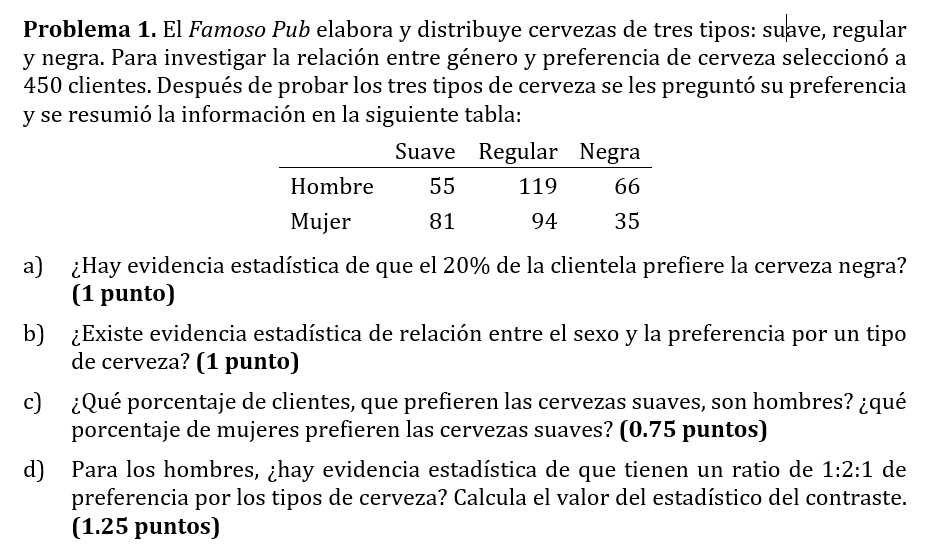 Problema 1. El Famoso Pub elabora y distribuye cervezas de tres tipos: suave, regular
y negra. Para investigar la relación entre género y preferencia de cerveza seleccionó a
450 clientes. Después de probar los tres tipos de cerveza se les preguntó su preferencia
y se resumió la información en la siguiente tabla:
Suave Regular Negra
Hombre 55 119 66
Mujer 81 94 35
a) ¿Hay evidencia estadística de que el 20% de la clientela prefiere la cerveza negra?
(1 punto)
b) ¿Existe evidencia estadística de relación entre el sexo y la preferencia por un tipo
de cerveza? (1 punto)
c) ¿Qué porcentaje de clientes, que prefieren las cervezas suaves, son hombres? ¿qué
porcentaje de mujeres prefieren las cervezas suaves? (0.75 puntos)
d) Para los hombres, ¿hay evidencia estadística de que tienen un ratio de 1:2:1 de
preferencia por los tipos de cerveza? Calcula el valor del estadístico del contraste.
(1.25 puntos)